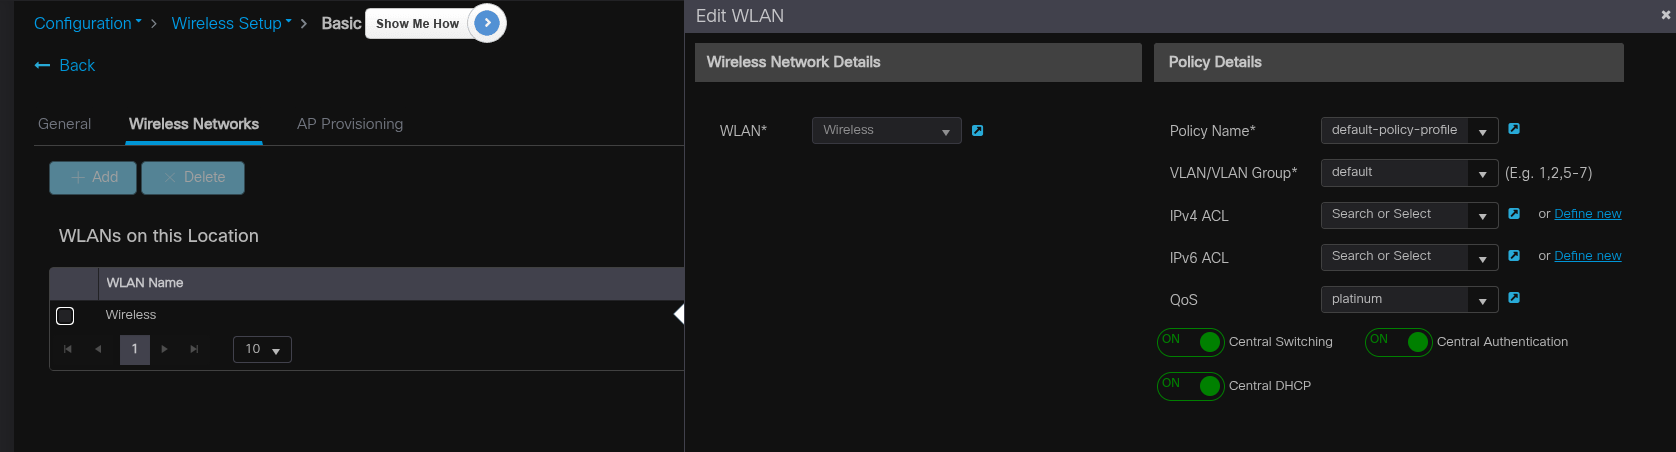 Configuration > Wireless Setup > Basic Show Me How
← Back
General Wireless Networks AP Provisioning
+ Add × Delete
WLANs on this Location
WLAN Name
Wireless
1 10
Edit WLAN ×
Wireless Network Details
WLAN* Wireless
Policy Details
Policy Name* default-policy-profile
VLAN/VLAN Group* default (E.g. 1,2,5-7)
IPv4 ACL Search or Select or Define new
IPv6 ACL Search or Select or Define new
QoS platinum
ON Central Switching ON Central Authentication
ON Central DHCP